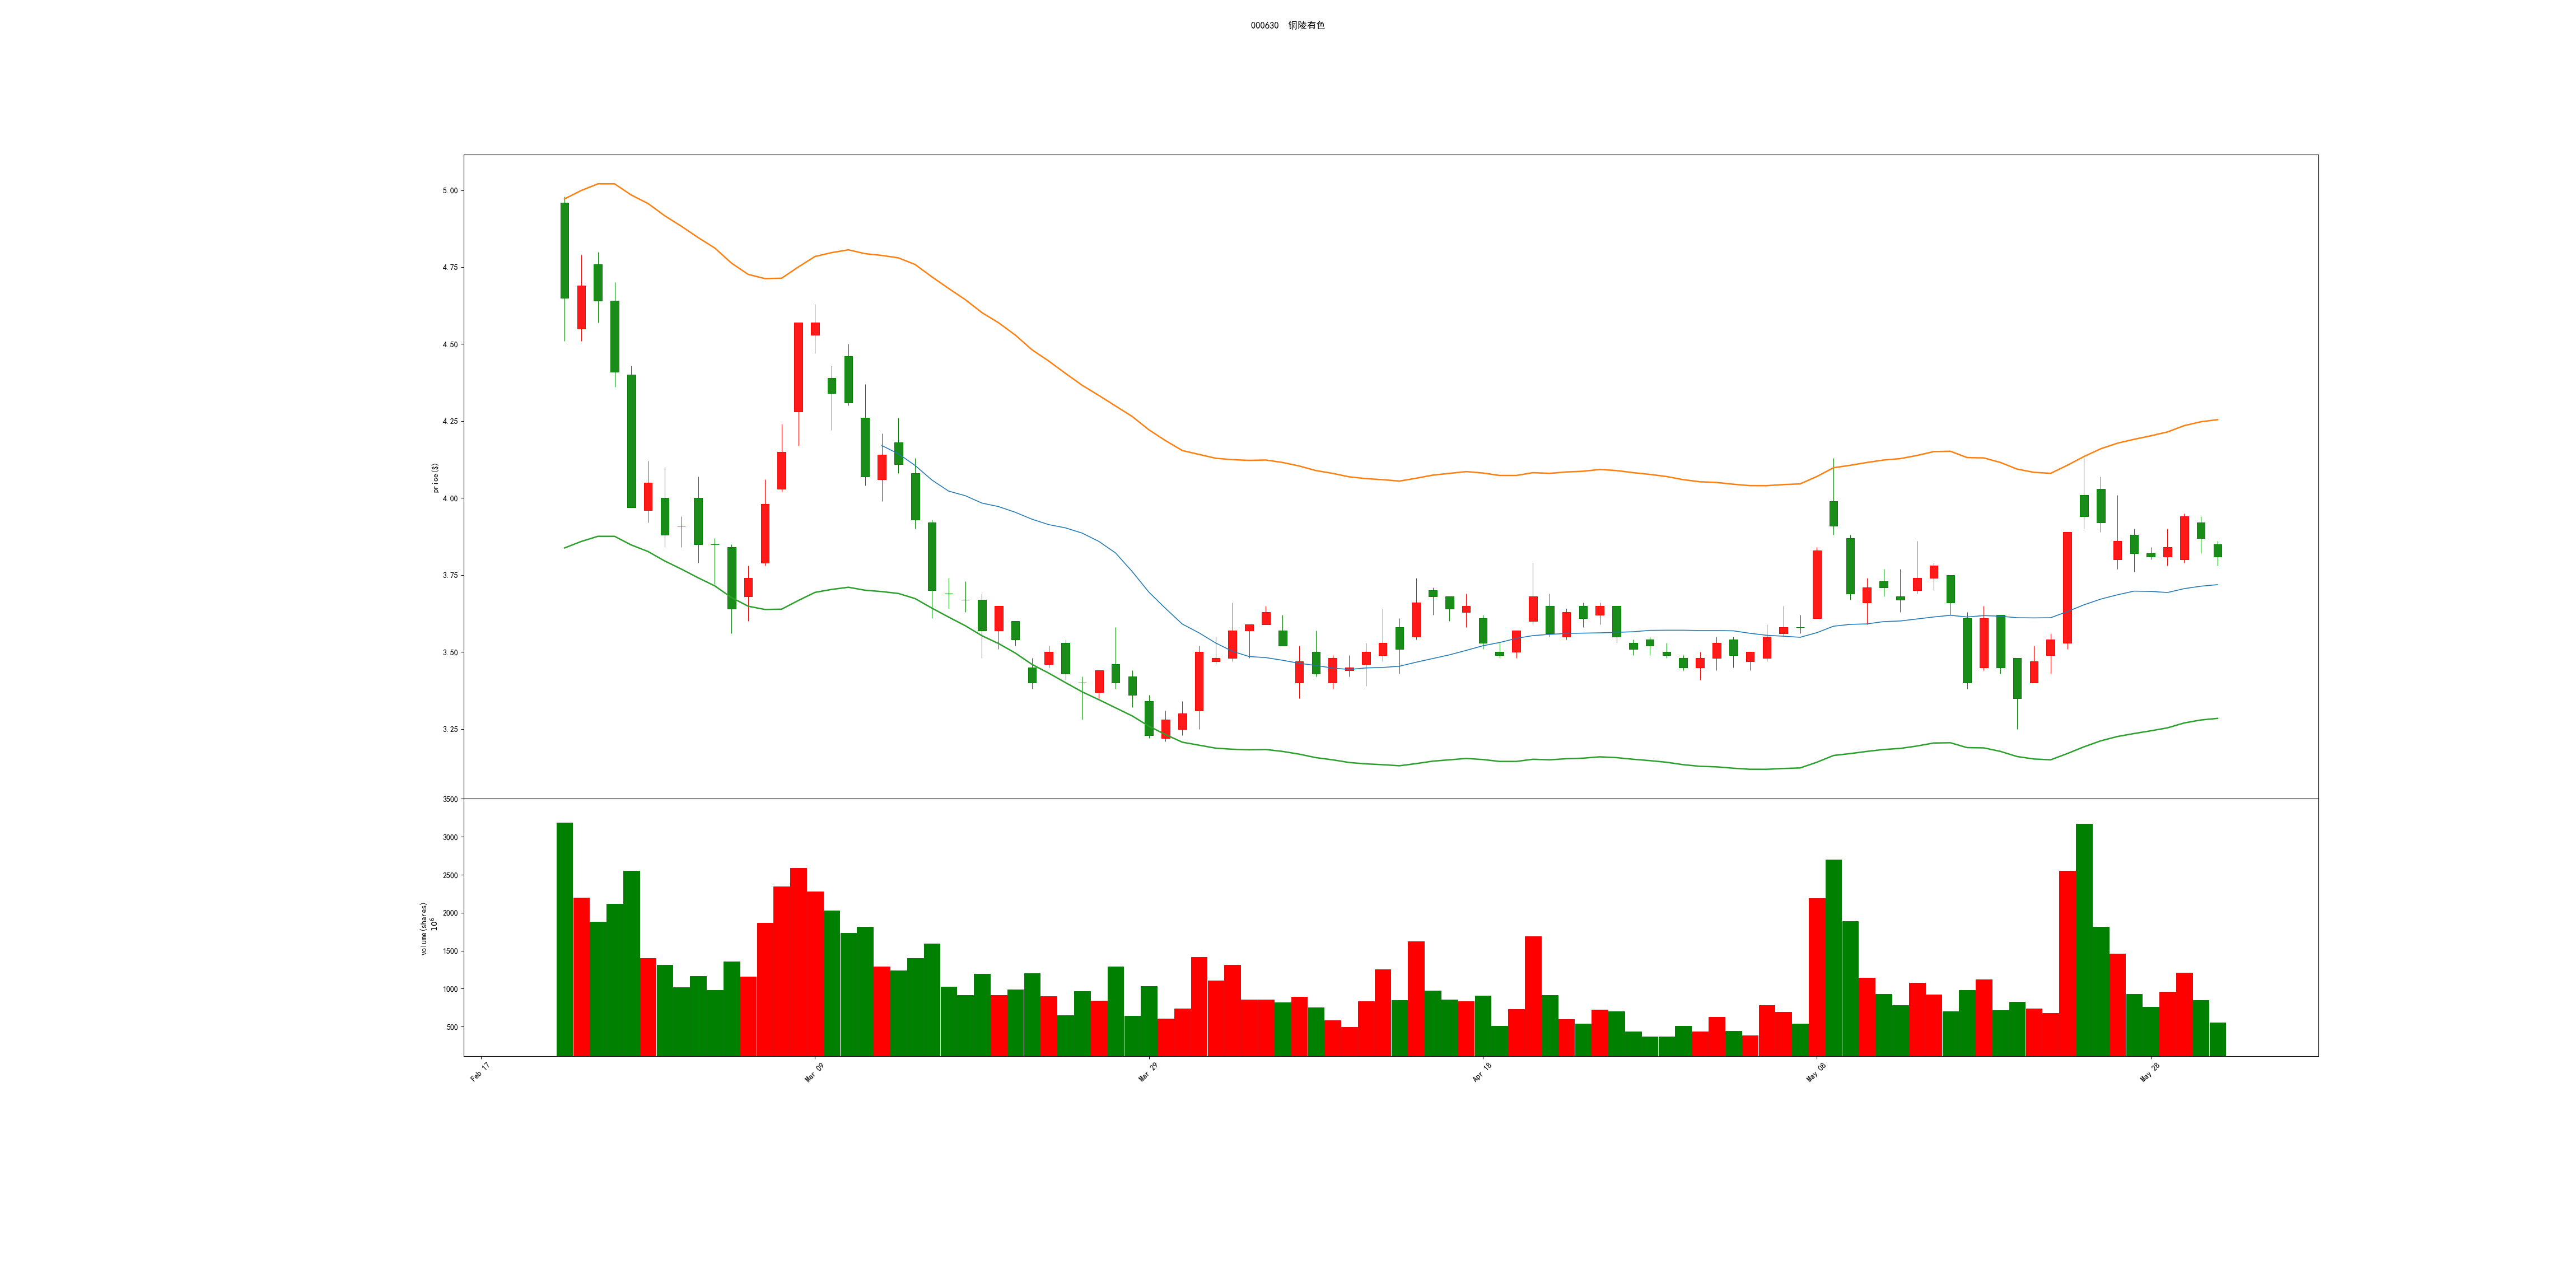 000630 铜陵有色
5.00
4.75
4.50
4.25
4.00
3.75
3.50
3.25
price($)
3500
3000
2500
2000
1500
1000
500
volume(shares)
10⁶
Feb 17
Mar 09
Mar 29
Apr 18
May 08
May 28